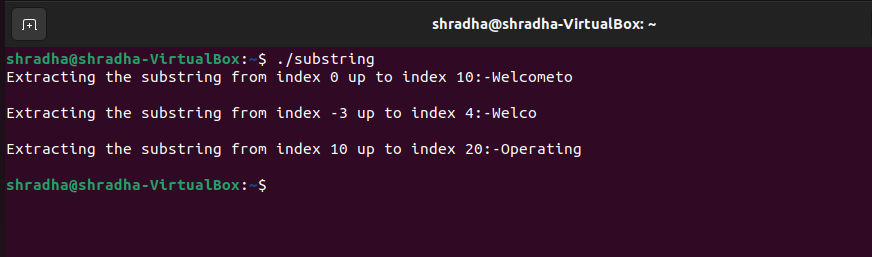 shradha@shradha-VirtualBox: ~
shradha@shradha-VirtualBox:~$ ./substring
Extracting the substring from index 0 up to index 10:-Welcometo
Extracting the substring from index -3 up to index 4:-Welco
Extracting the substring from index 10 up to index 20:-Operating
shradha@shradha-VirtualBox:~$